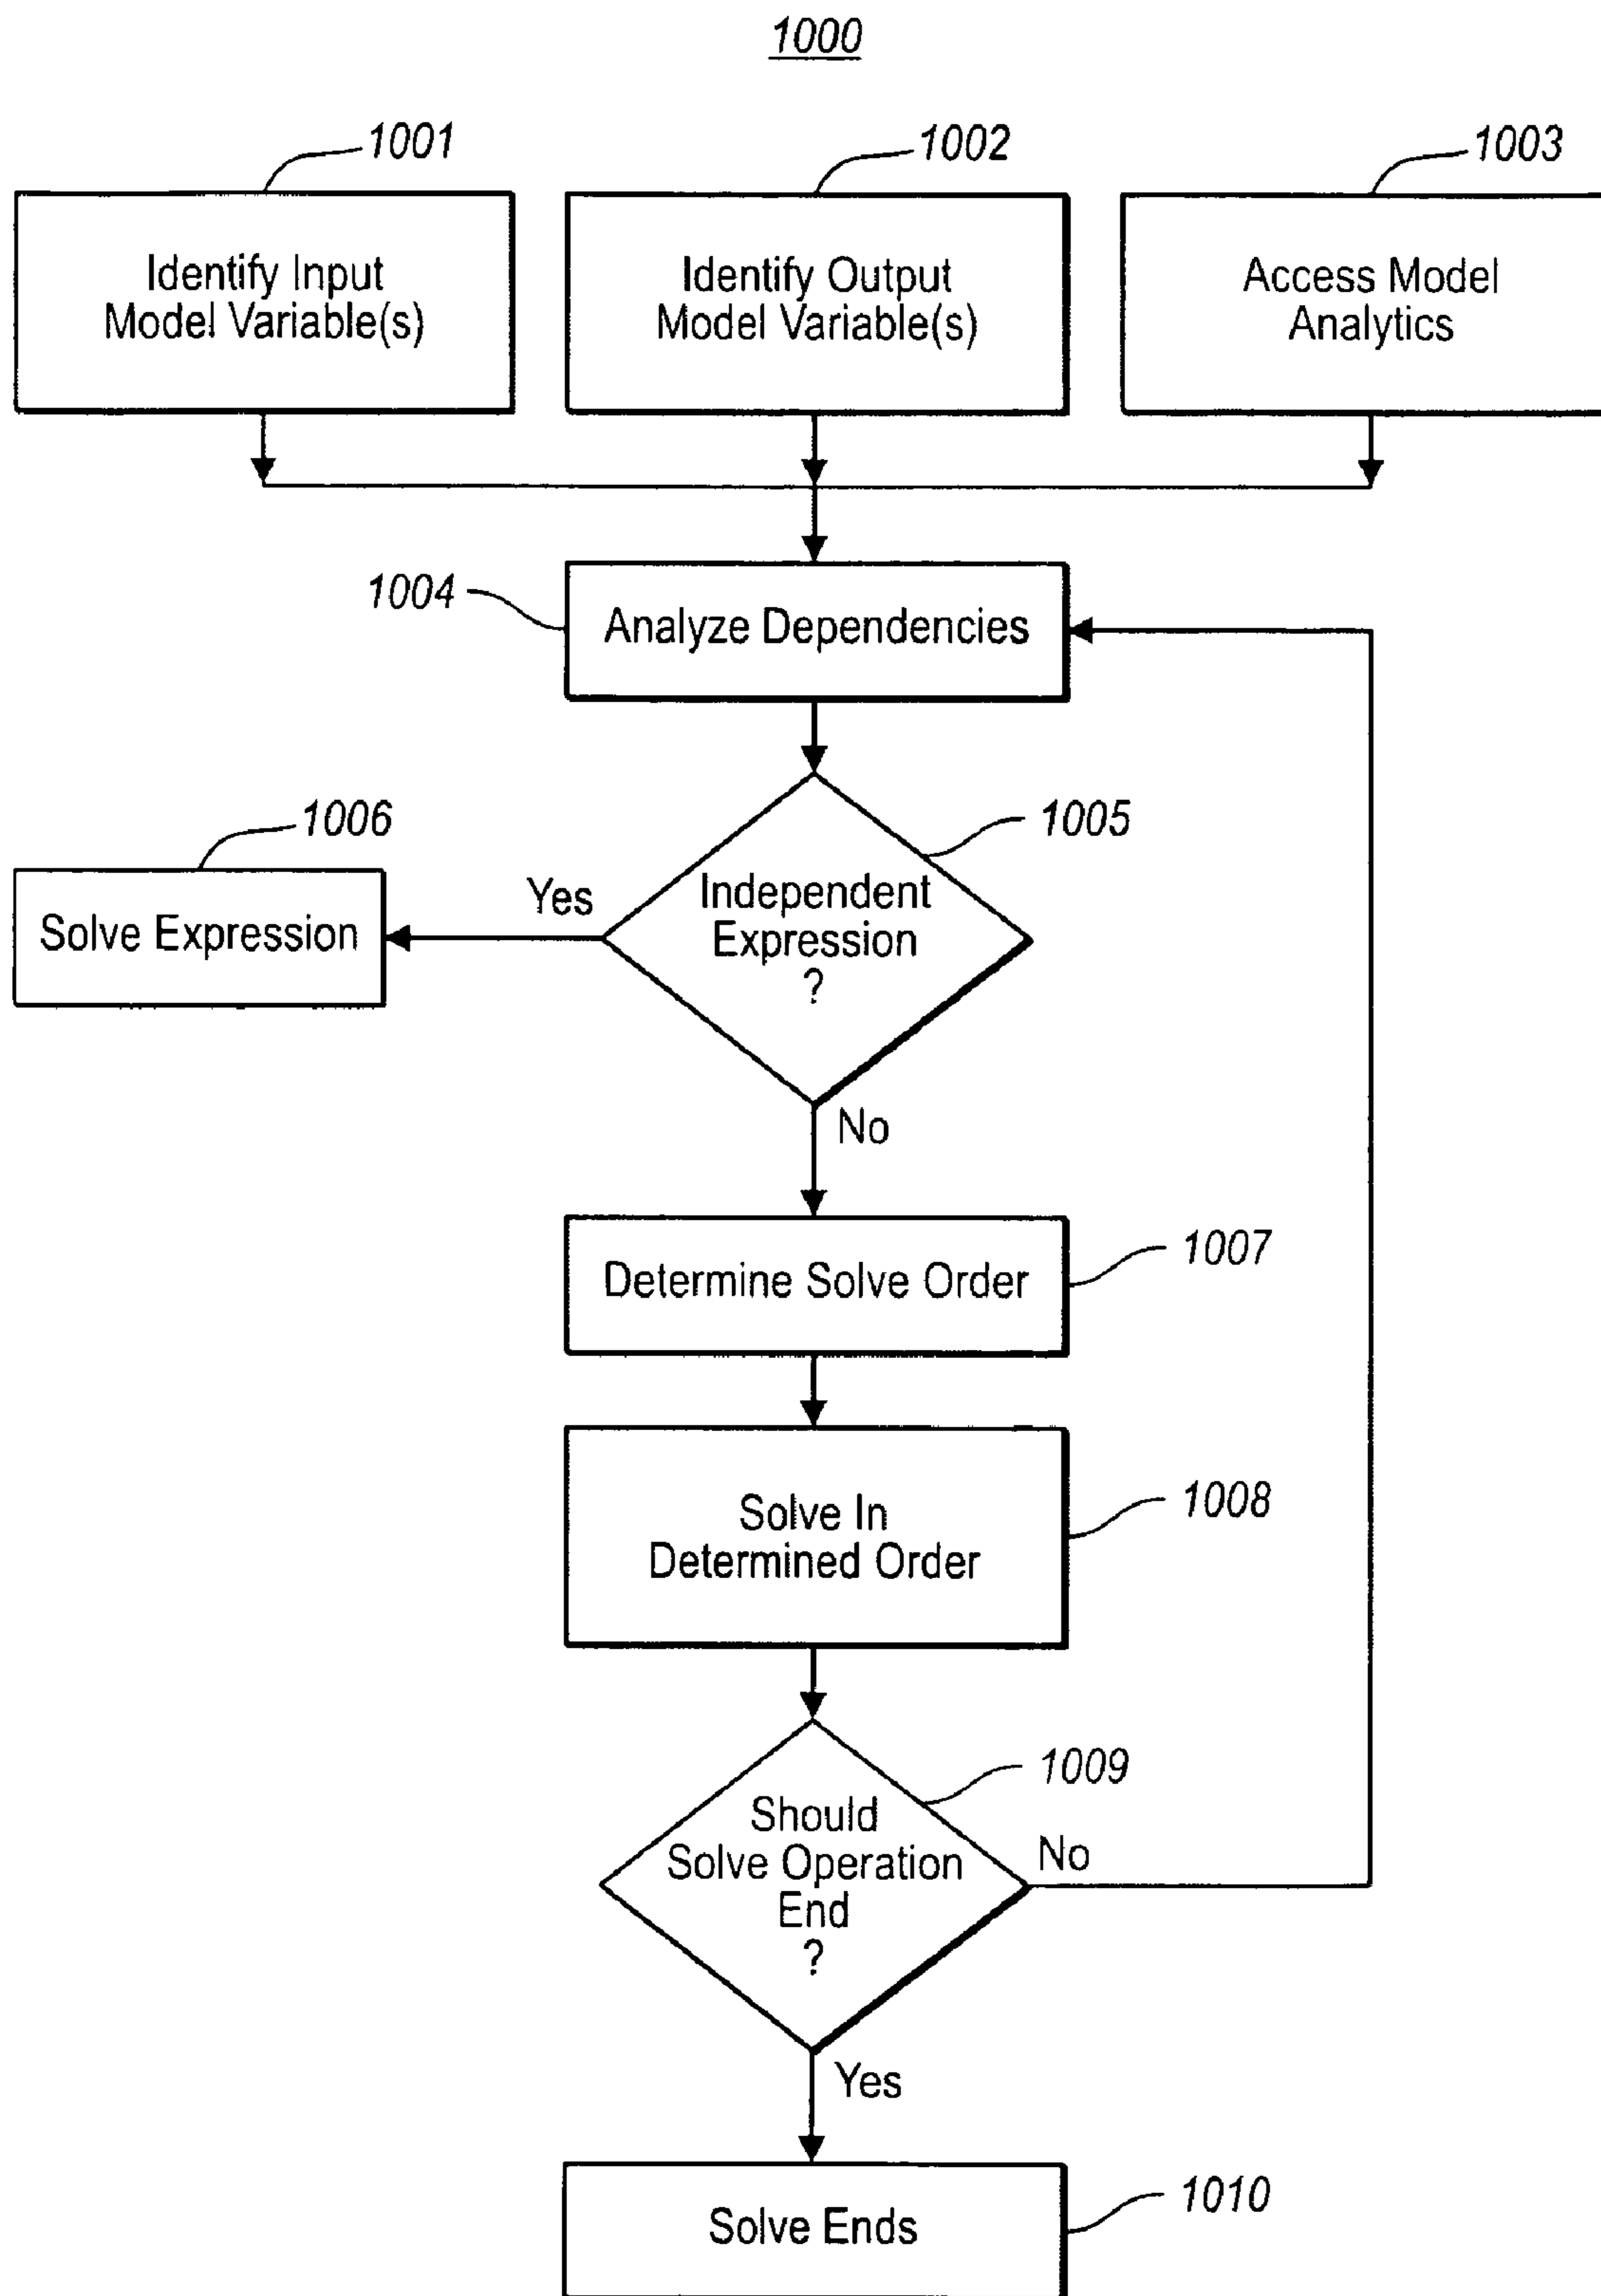 1000
1001
1002
1003
Identify Input
Model Variable(s)
Identify Output
Model Variable(s)
Access Model
Analytics
1004
Analyze Dependencies
1005
Independent
Expression
?
Yes
1006
Solve Expression
No
1007
Determine Solve Order
1008
Solve In
Determined Order
1009
Should
Solve Operation
End
?
No
Yes
1010
Solve Ends